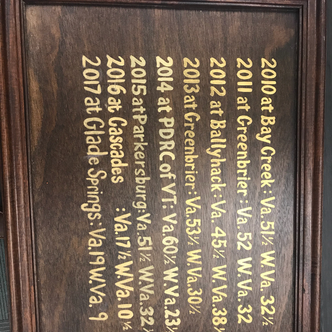 2010 at Bay Creek : Va. 51½ W.Va. 32½
2011 at Greenbrier : Va. 52 W.Va. 32
2012 at Ballyhack : Va. 45½ W.Va. 38½
2013 at Greenbrier : Va. 53½ W.Va. 30½
2014 at PDRC of VT : Va. 60½ W.Va. 23½
2015 at Parkersburg : Va. 51½ W.Va. 32½
2016 at Cascades : Va. 17½ W.Va. 10½
2017 at Glade Springs : Va. 19 W.Va. 9